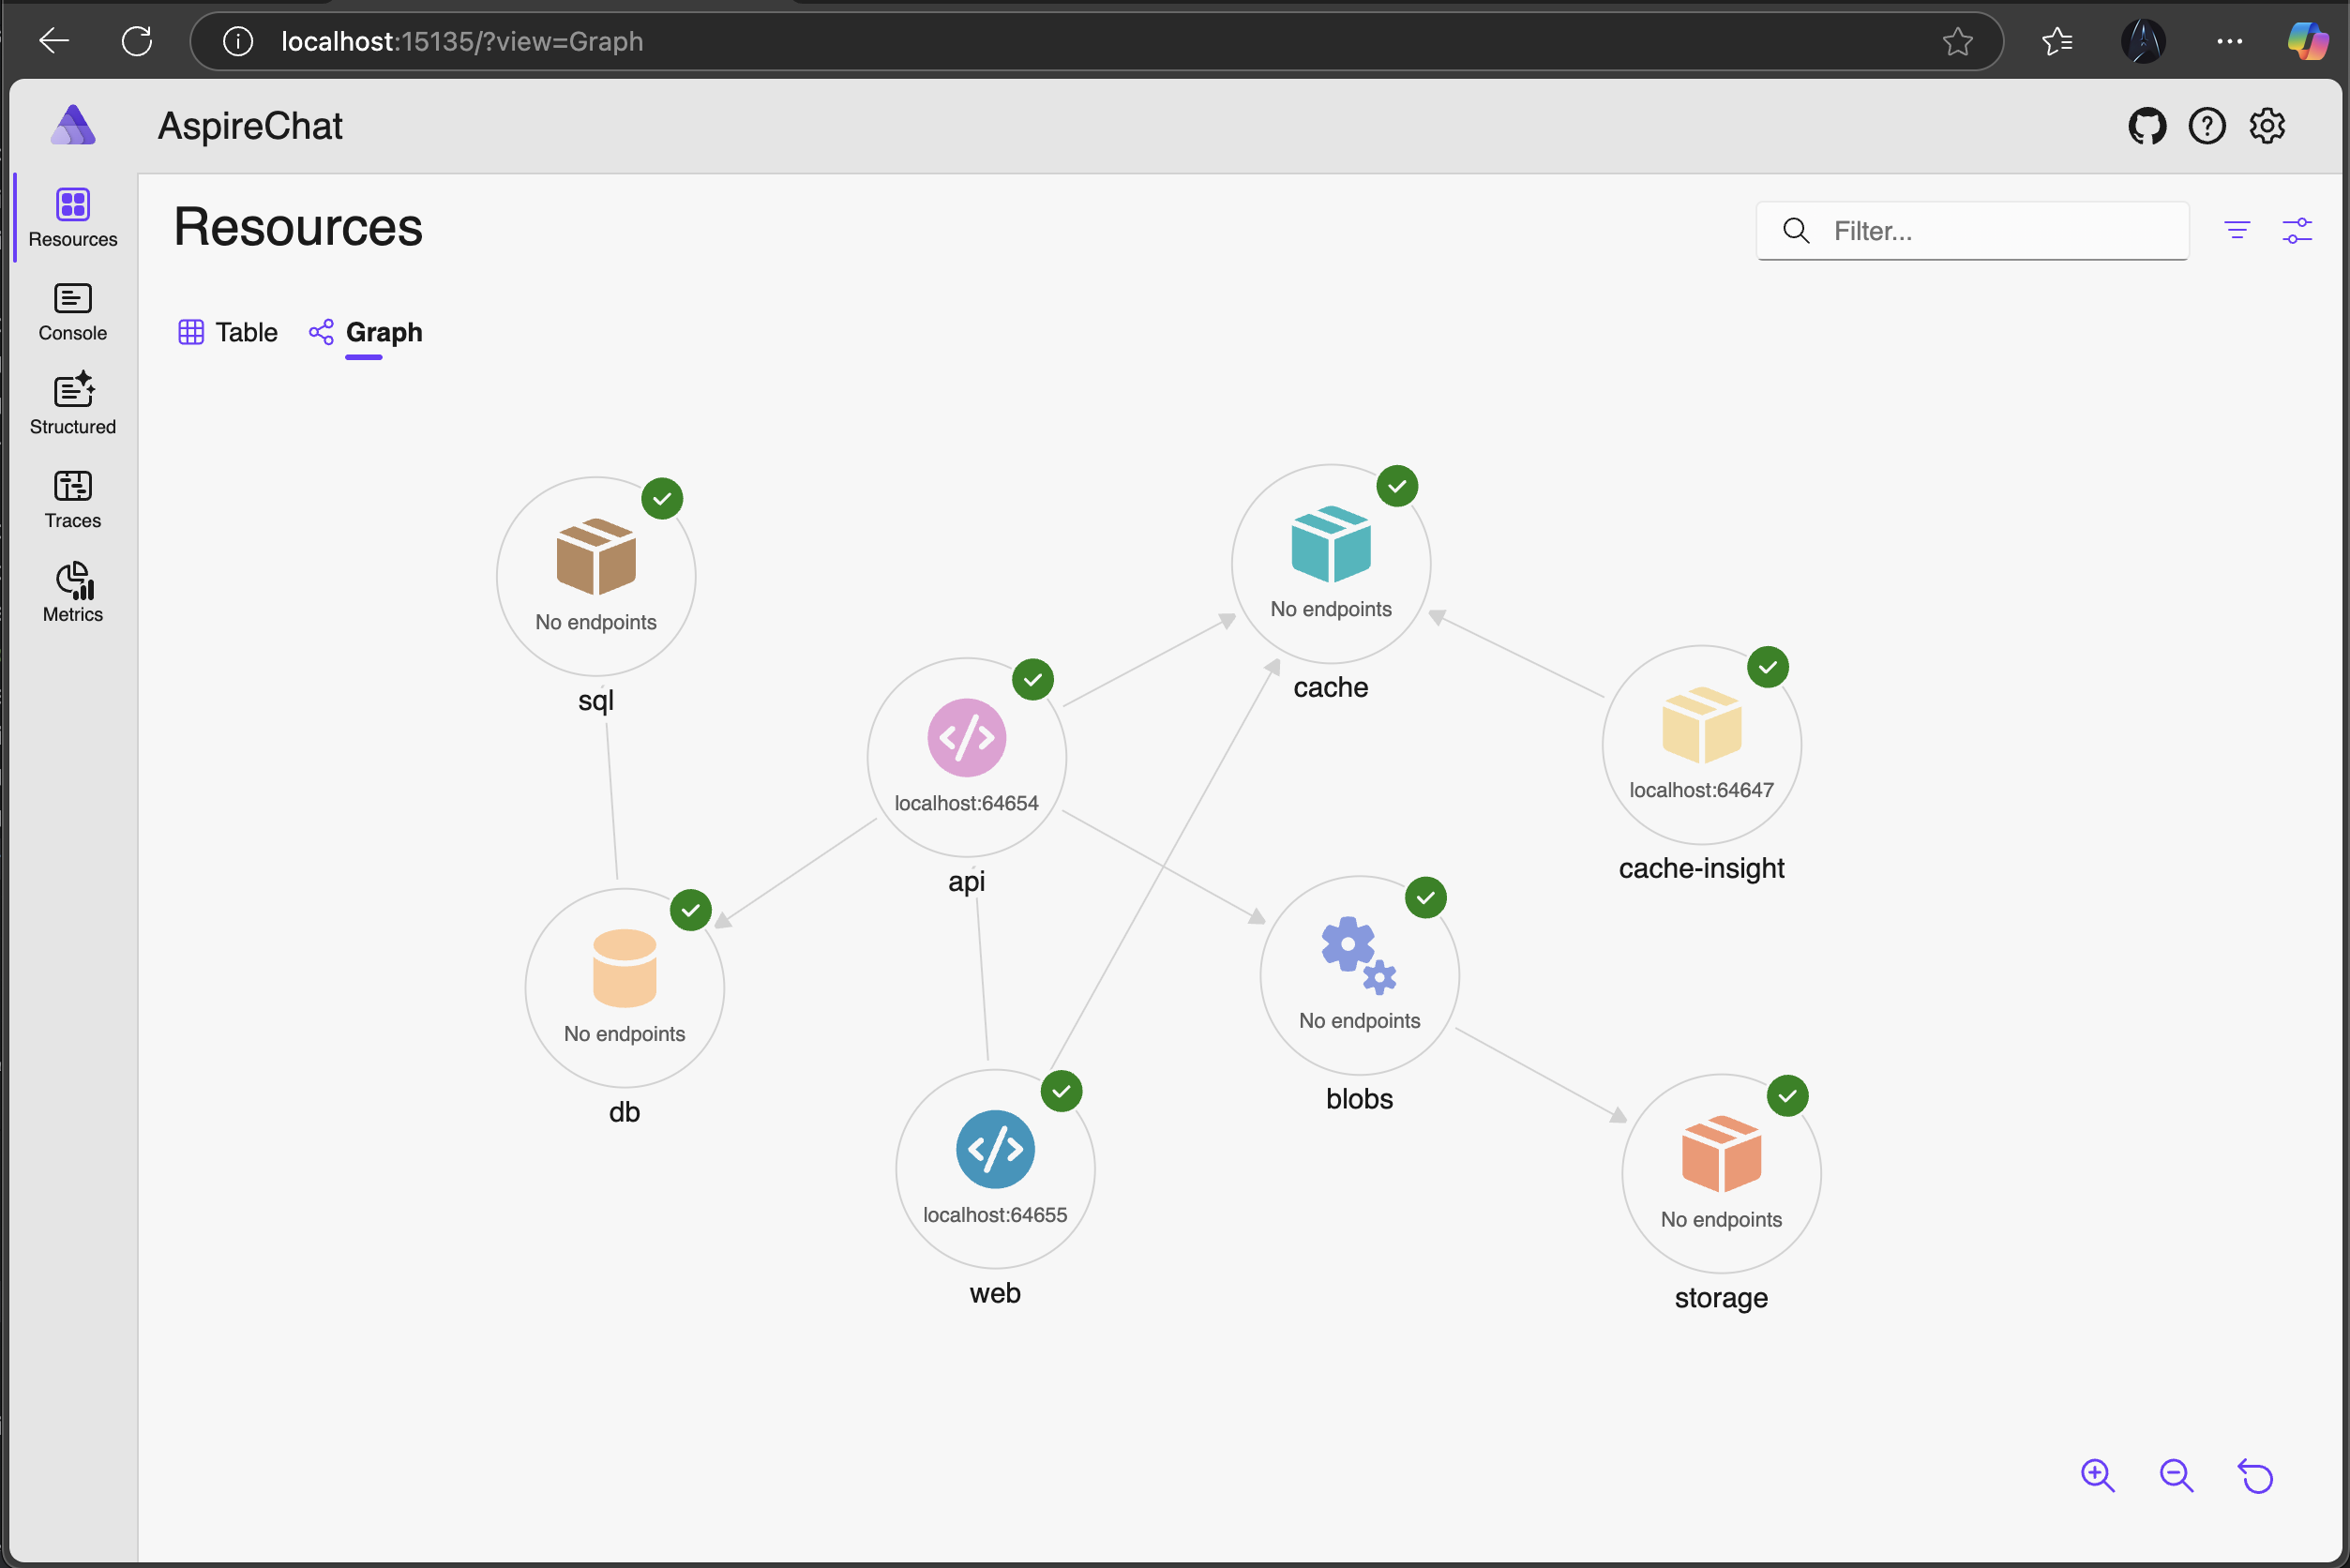 localhost:15135/?view=Graph
AspireChat
Resources
Console
Structured
Traces
Metrics
Resources
Filter...
Table
Graph
No endpoints
sql
No endpoints
cache
localhost:64654
api
localhost:64647
cache-insight
No endpoints
db
No endpoints
blobs
localhost:64655
web
No endpoints
storage